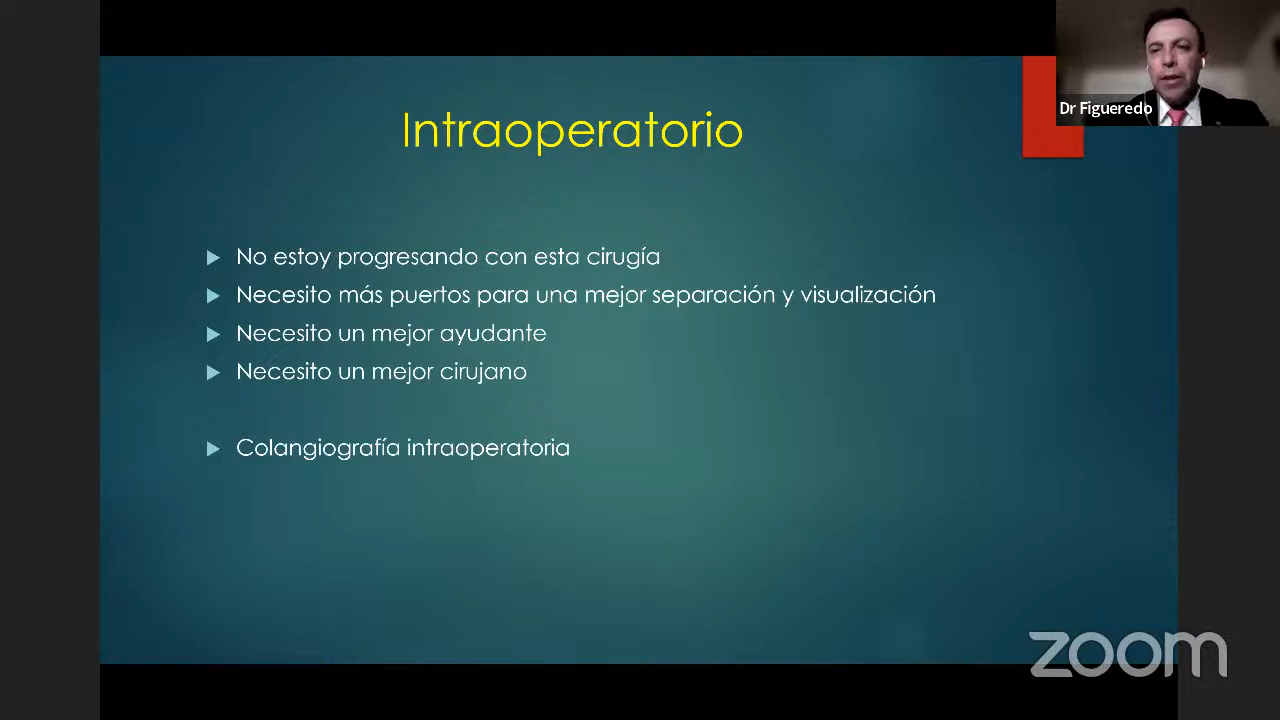 Dr Figueredo
Intraoperatorio
No estoy progresando con esta cirugía
Necesito más puertos para una mejor separación y visualización
Necesito un mejor ayudante
Necesito un mejor cirujano
Colangiografía intraoperatoria
zoom